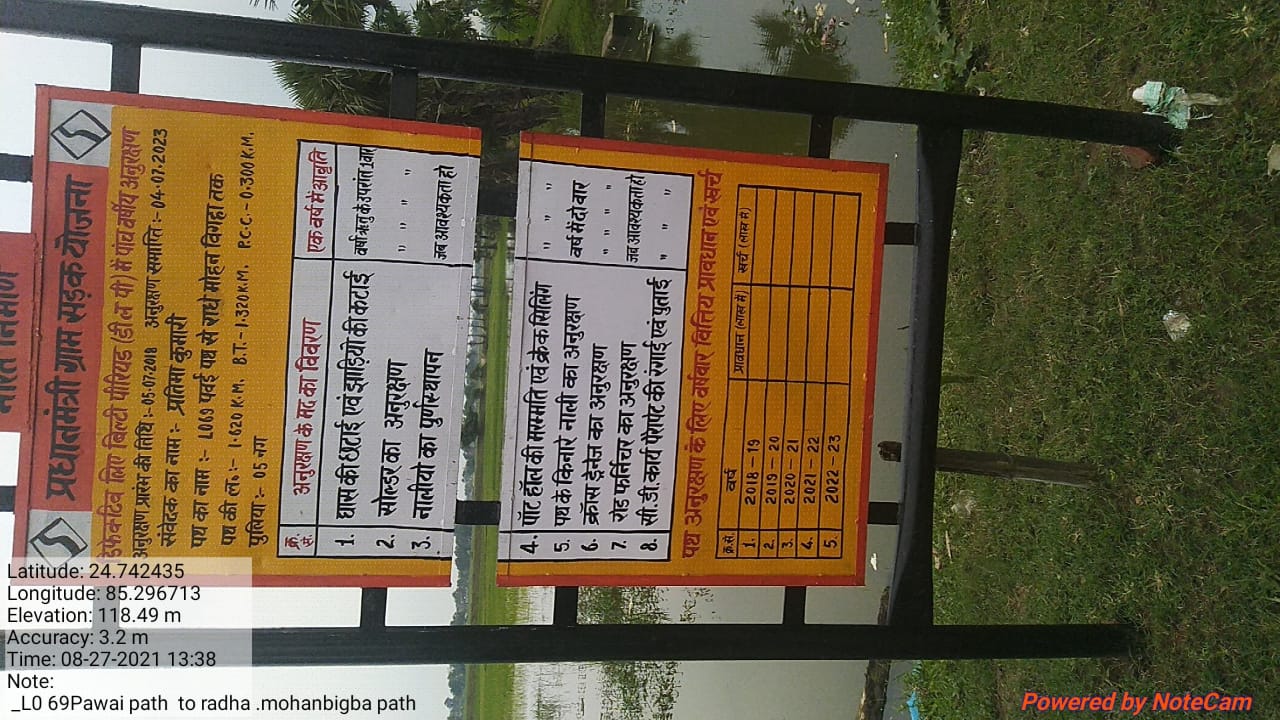 भारत निर्माण
प्रधानमंत्री ग्राम सड़क योजना
डिफेक्टिव लिए बिल्टी पीरियड (डी ल पी) में पांच वर्षीय अनुरक्षण
अनुरक्षण प्रारंभ की तिथि :- 05.07.2018 अनुरक्षण समाप्ति :- 04.07.2023
संवेदक का नाम :- प्रतिमा कुमारी
पथ का नाम :- L069 पवई पथ से राधे मोहन विगहा तक
पथ की ल० :- 1.620 K.M. B.T.- 1.320 K.M. P.C.C.- 0.300 K.M.
पुलिया :- 05 नग
क्र. सं. अनुरक्षण के मद का विवरण एक वर्ष में आवृति
1. घास की छटाई एवं झाड़ियो की कटाई वर्षा ऋतु के उपरांत 1 वार
2. सोल्डर का अनुरक्षण " " "
3. नालीयो का पुर्णस्थापन जब आवश्यकता हो
4. पॉट हॉल की मरम्मति एवं क्रेक सिलिंग " "
5. पथ के किनारे नाली का अनुरक्षण वर्ष में दो वार
6. क्रॉस ड्रेनेज का अनुरक्षण " " " "
7. रोड फर्निचर का अनुरक्षण जब आवश्यकता हो
8. सी.डी. कार्य पैरापेट की रंगाई एवं पुताई " " "
पथ अनुरक्षण के लिए वर्षवार वित्तिय प्रावधान एवं खर्च
क्र.सं. वर्ष प्रावधान (लाख में) खर्च (लाख में)
1. 2018 - 19
2. 2019 - 20
3. 2020 - 21
4. 2021 - 22
5. 2022 - 23
Latitude: 24.742435
Longitude: 85.296713
Elevation: 118.49 m
Accuracy: 3.2 m
Time: 08-27-2021 13:38
Note:
_L0 69Pawai path to radha .mohanbigba path
Powered by NoteCam